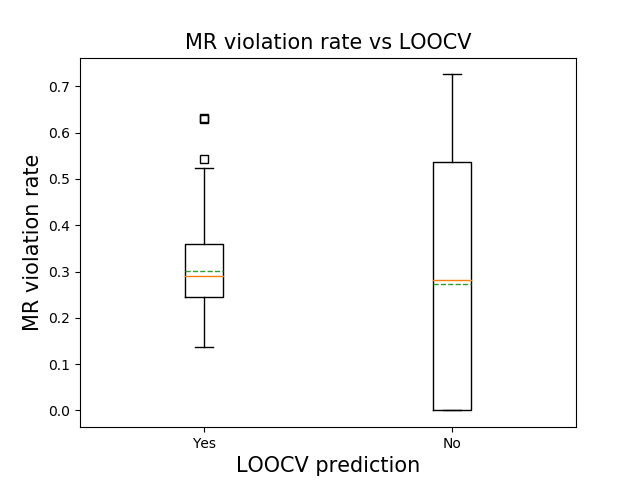 MR violation rate vs LOOCV
MR violation rate
0.7
0.6
0.5
0.4
0.3
0.2
0.1
0.0
Yes
No
LOOCV prediction